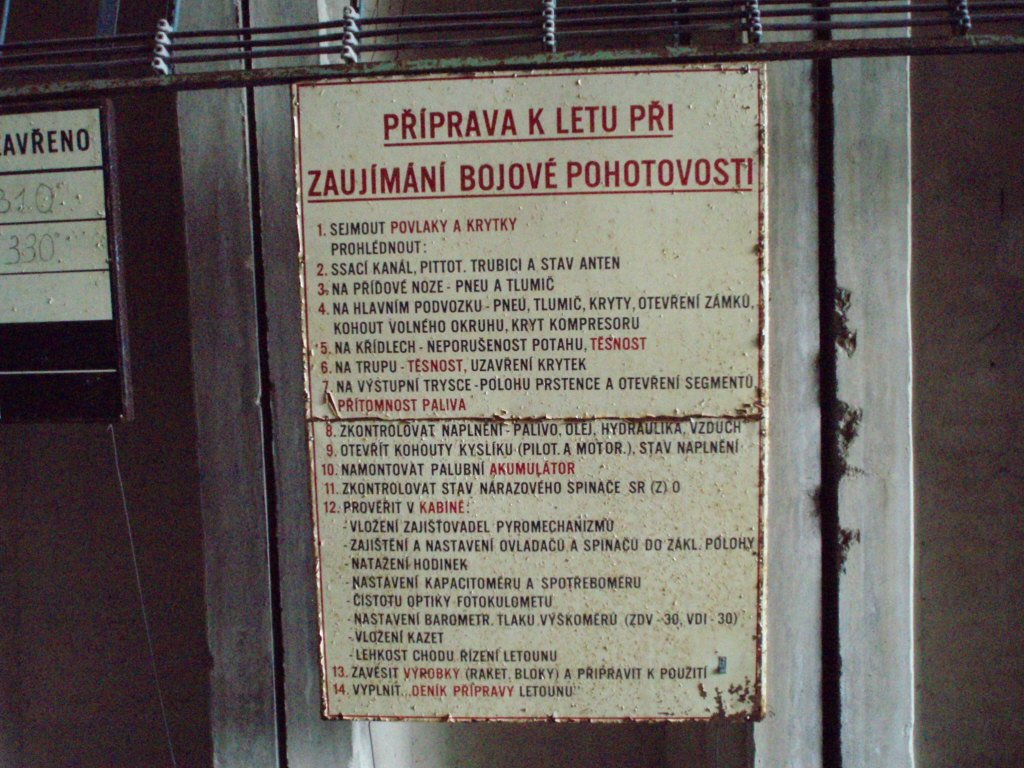 PŘÍPRAVA K LETU PŘI
ZAUJÍMÁNÍ BOJOVÉ POHOTOVOSTI
1. SEJMOUT POVLAKY A KRYTKY
PROHLÉDNOUT:
2. SSACÍ KANÁL, PITTOT. TRUBICI A STAV ANTEN
3. NA PŘÍĎOVÉ NOZE - PNEU A TLUMIČ
4. NA HLAVNÍM PODVOZKU - PNEU, TLUMIČ, KRYTY, OTEVŘENÍ ZÁMKŮ,
KOHOUT VOLNÉHO OKRUHU, KRYT KOMPRESORU
5. NA KŘÍDLECH - NEPORUŠENOST POTAHU, TĚSNOST
6. NA TRUPU - TĚSNOST, UZAVŘENÍ KRYTEK
7. NA VÝSTUPNÍ TRYSCE - POLOHU PRSTENCE A OTEVŘENÍ SEGMENTŮ,
PŘÍTOMNOST PALIVA
8. ZKONTROLOVAT NAPLNĚNÍ - PALIVO, OLEJ, HYDRAULIKA, VZDUCH
9. OTEVŘÍT KOHOUTY KYSLÍKU (PILOT. A MOTOR.), STAV NAPLNĚNÍ
10. NAMONTOVAT PALUBNÍ AKUMULÁTOR
11. ZKONTROLOVAT STAV NÁRAZOVÉHO SPÍNAČE SR (Z) O
12. PROVĚŘIT V KABINĚ:
- VLOŽENÍ ZAJIŠŤOVADEL PYROMECHANIZMŮ
- ZAJIŠTĚNÍ A NASTAVENÍ OVLADAČŮ A SPÍNAČŮ DO ZÁKL. POLOHY
- NATAŽENÍ HODINEK
- NASTAVENÍ KAPACITOMĚRU A SPOTŘEBOMĚRU
- ČISTOTU OPTIKY FOTOKULOMETU
- NASTAVENÍ BAROMETR. TLAKU VÝŠKOMĚRŮ (ZDV - 30, VDI - 30)
- VLOŽENÍ KAZET
- LEHKOST CHODU ŘÍZENÍ LETOUNU
13. ZAVĚSIT VÝROBKY (RAKET. BLOKY) A PŘIPRAVIT K POUŽITÍ
14. VYPLNIT „DENÍK PŘÍPRAVY LETOUNU"
330